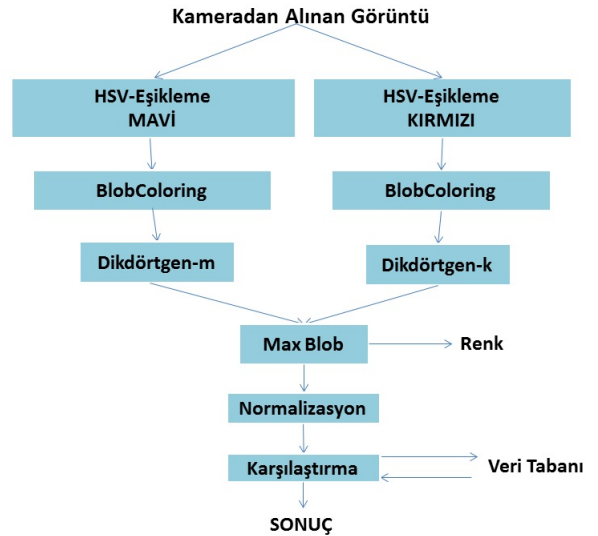 Kameradan Alınan Görüntü
HSV-Eşikleme
MAVİ
HSV-Eşikleme
KIRMIZI
BlobColoring
BlobColoring
Dikdörtgen-m
Dikdörtgen-k
Max Blob
Renk
Normalizasyon
Karşılaştırma
Veri Tabanı
SONUÇ